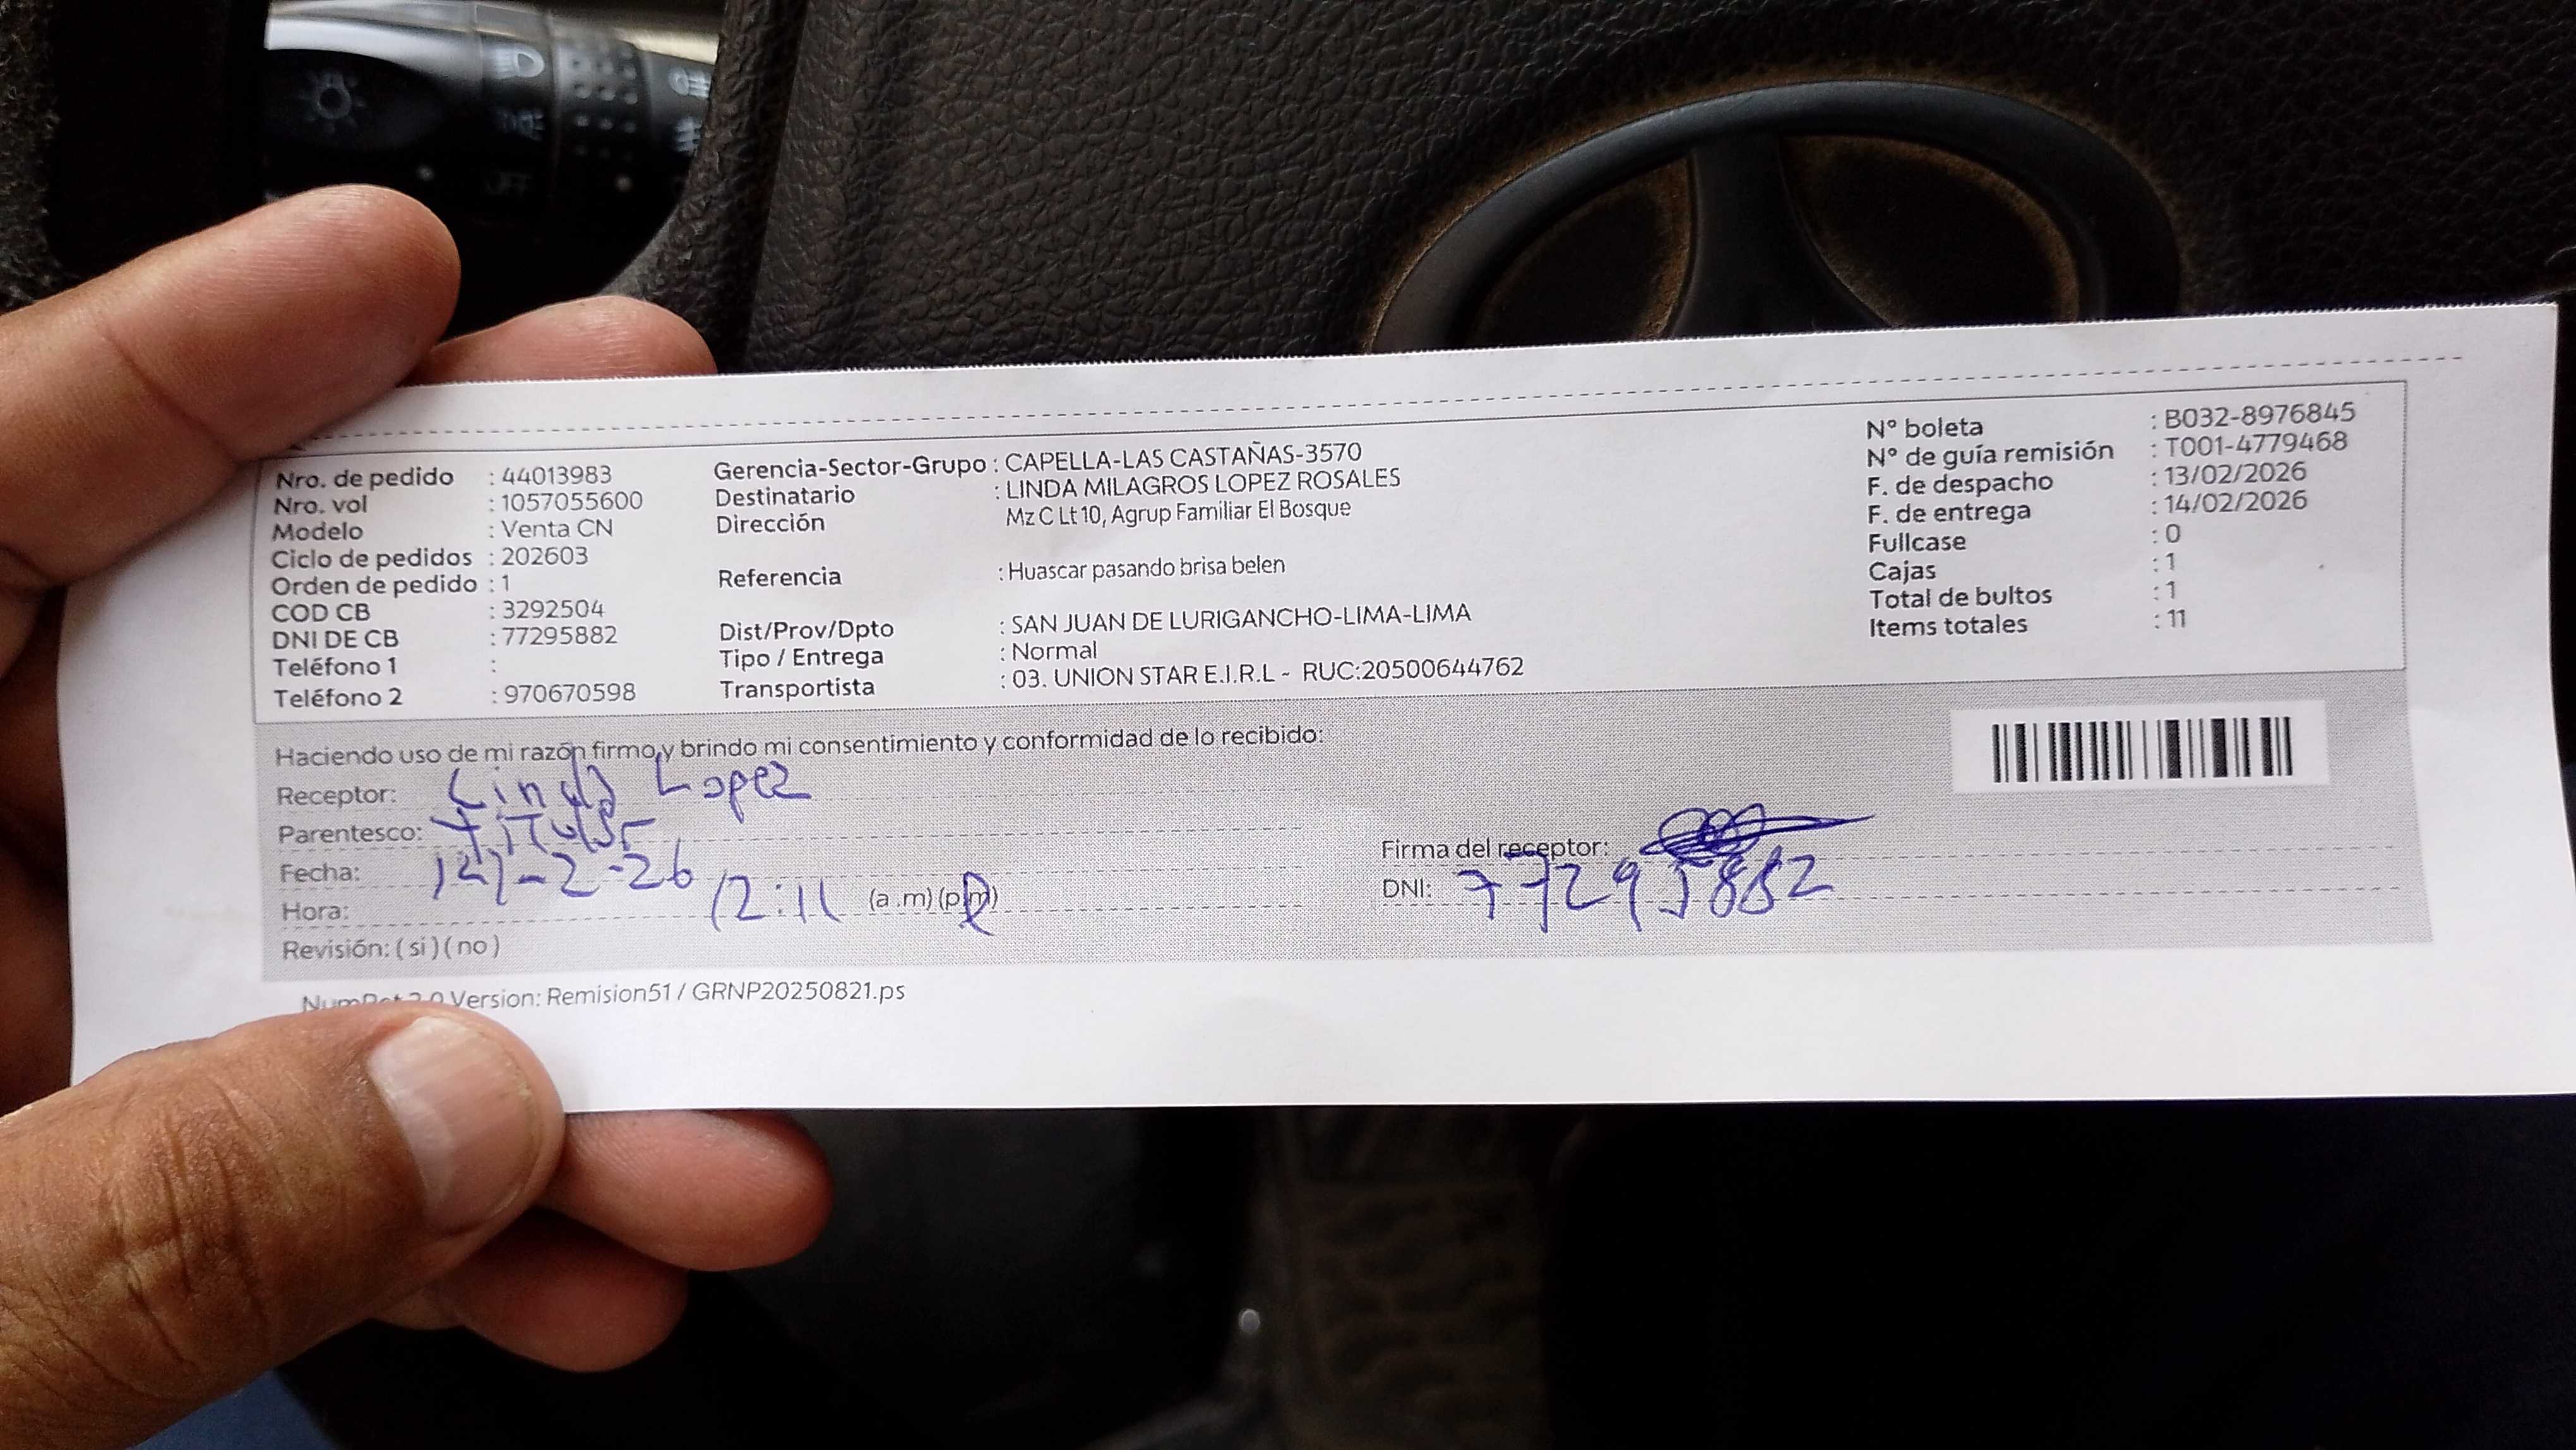 OFF
Nro. de pedido : 44013983
Nro. vol : 1057055600
Modelo : Venta CN
Ciclo de pedidos : 202603
Orden de pedido : 1
COD CB : 3292504
DNI DE CB : 77295882
Teléfono 1 :
Teléfono 2 : 970670598
Gerencia-Sector-Grupo : CAPELLA-LAS CASTAÑAS-3570
Destinatario : LINDA MILAGROS LOPEZ ROSALES
Dirección Mz C Lt 10, Agrup Familiar El Bosque
Referencia : Huascar pasando brisa belen
Dist/Prov/Dpto : SAN JUAN DE LURIGANCHO-LIMA-LIMA
Tipo / Entrega : Normal
Transportista : 03. UNION STAR E.I.R.L - RUC:20500644762
N° boleta : B032-8976845
N° de guía remisión : T001-4779468
F. de despacho : 13/02/2026
F. de entrega : 14/02/2026
Fullcase : 0
Cajas : 1
Total de bultos : 1
Items totales : 11
Haciendo uso de mi razón firmo y brindo mi consentimiento y conformidad de lo recibido:
Receptor: Linda Lopez
Parentesco: Titular
Fecha: 14-2-26
Hora: 12:11 (a.m) (p.m)
Revisión: ( si ) ( no )
Firma del receptor:
DNI: 77295882
Version: Remision51 / GRNP20250821.ps